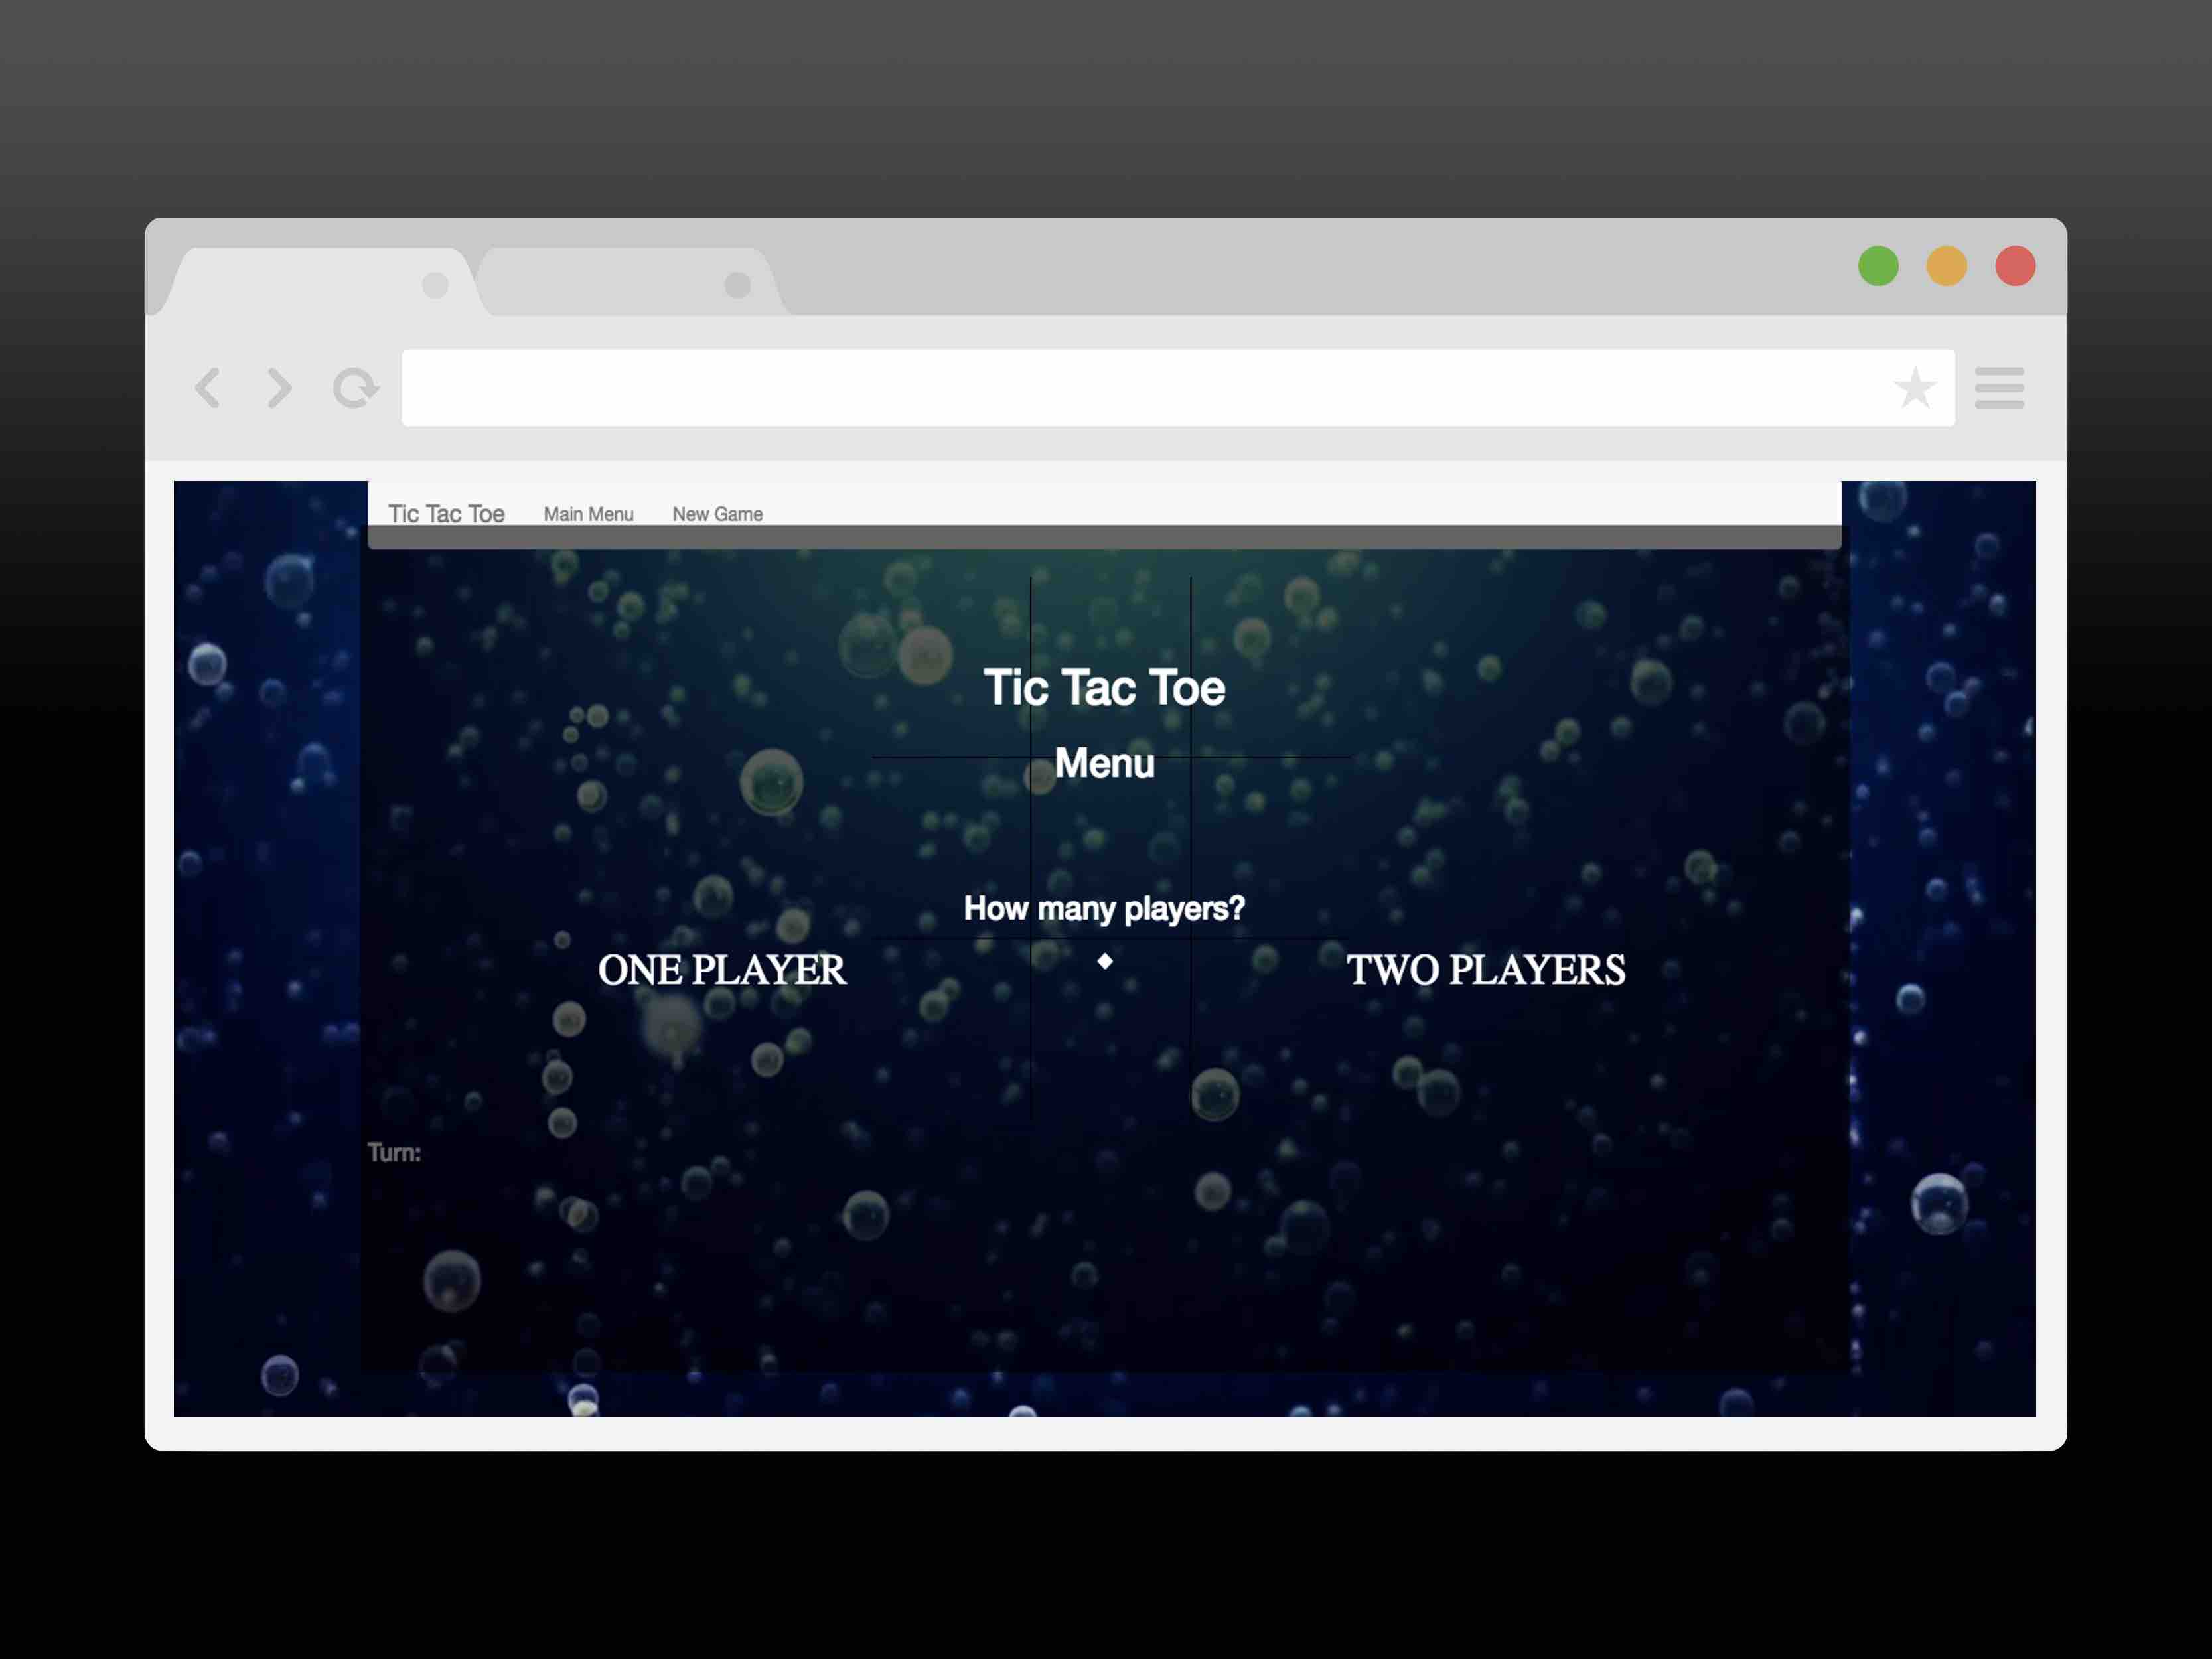 Tic Tac Toe Main Menu New Game
Tic Tac Toe
Menu
How many players?
ONE PLAYER TWO PLAYERS
Turn: